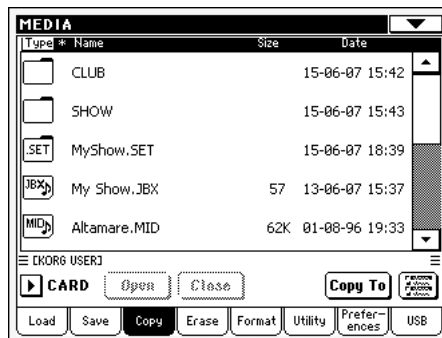 MEDIA
Type * Name Size Date
CLUB 15-06-07 15:42
SHOW 15-06-07 15:43
.SET MyShow.SET 15-06-07 18:39
JBX My Show.JBX 57 13-06-07 15:37
MID Altamare.MID 62K 01-08-96 19:33
[KORG USER]
CARD Open Close Copy To
Load Save Copy Erase Format Utility Prefer-ences USB